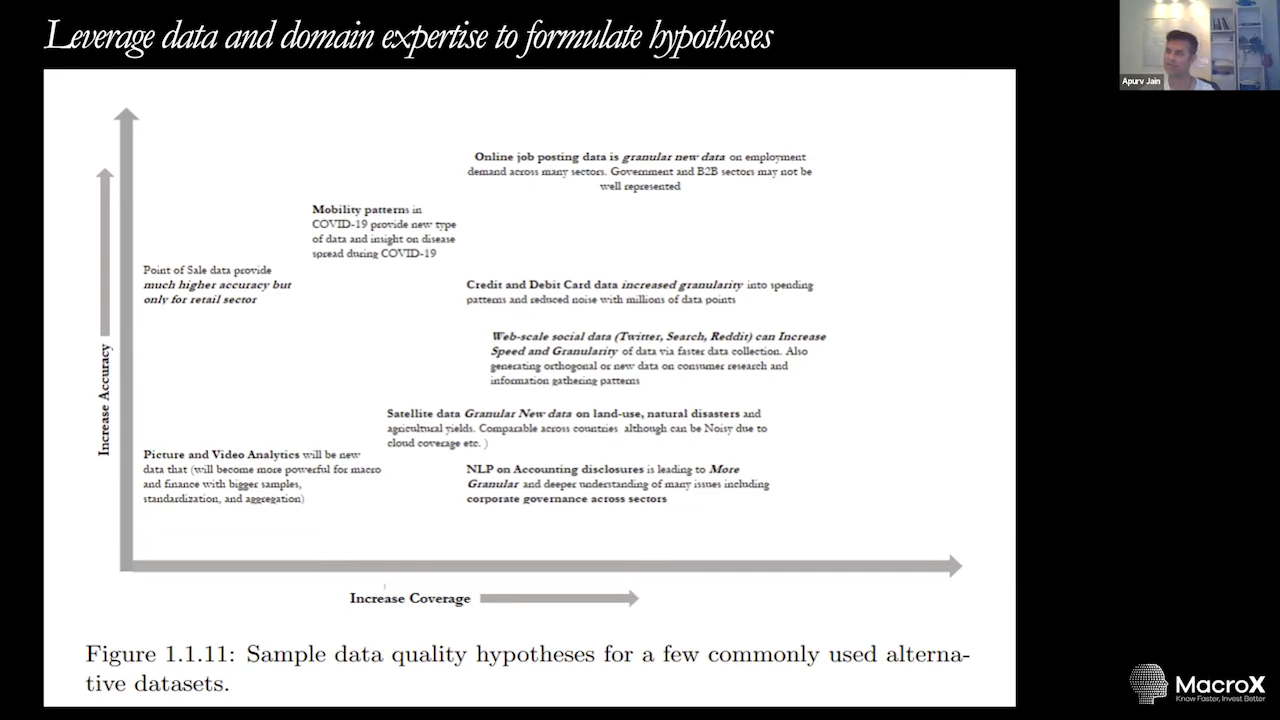 Leverage data and domain expertise to formulate hypotheses
Apurv Jain
Online job posting data is granular new data on employment
demand across many sectors. Government and B2B sectors may not be
well represented
Mobility patterns in
COVID-19 provide new type
of data and insight on disease
spread during COVID-19
Point of Sale data provide
much higher accuracy but
only for retail sector
Credit and Debit Card data increased granularity into spending
patterns and reduced noise with millions of data points
Web-scale social data (Twitter, Search, Reddit) can Increase
Speed and Granularity of data via faster data collection. Also
generating orthogonal or new data on consumer research and
information gathering patterns
Increase Accuracy
Satellite data Granular New data on land-use, natural disasters and
agricultural yields. Comparable across countries although can be Noisy due to
cloud coverage etc. )
Picture and Video Analytics will be new
data that (will become more powerful for macro
and finance with bigger samples,
standardization, and aggregation)
NLP on Accounting disclosures is leading to More
Granular and deeper understanding of many issues including
corporate governance across sectors
Increase Coverage
Figure 1.1.11: Sample data quality hypotheses for a few commonly used alterna-
tive datasets.
MacroX
Know Faster, Invest Better